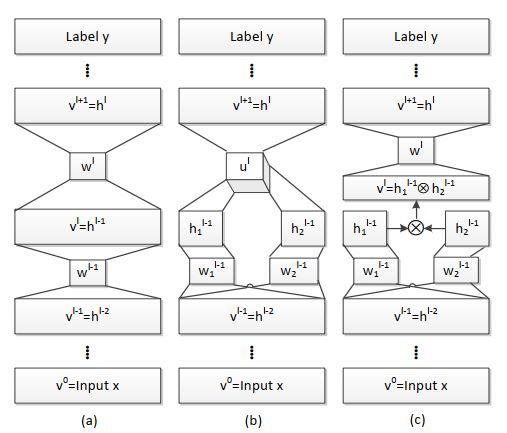 Label y
Label y
Label y
v^{l+1}=h^l
v^{l+1}=h^l
v^{l+1}=h^l
w^l
u^l
w^l
v^l=h_1^{l-1}⊗h_2^{l-1}
v^l=h^{l-1}
h_1^{l-1}
h_2^{l-1}
h_1^{l-1}
⊗
h_2^{l-1}
w^{l-1}
w_1^{l-1}
w_2^{l-1}
w_1^{l-1}
w_2^{l-1}
v^{l-1}=h^{l-2}
v^{l-1}=h^{l-2}
v^{l-1}=h^{l-2}
v^0=Input x
v^0=Input x
v^0=Input x
(a)
(b)
(c)